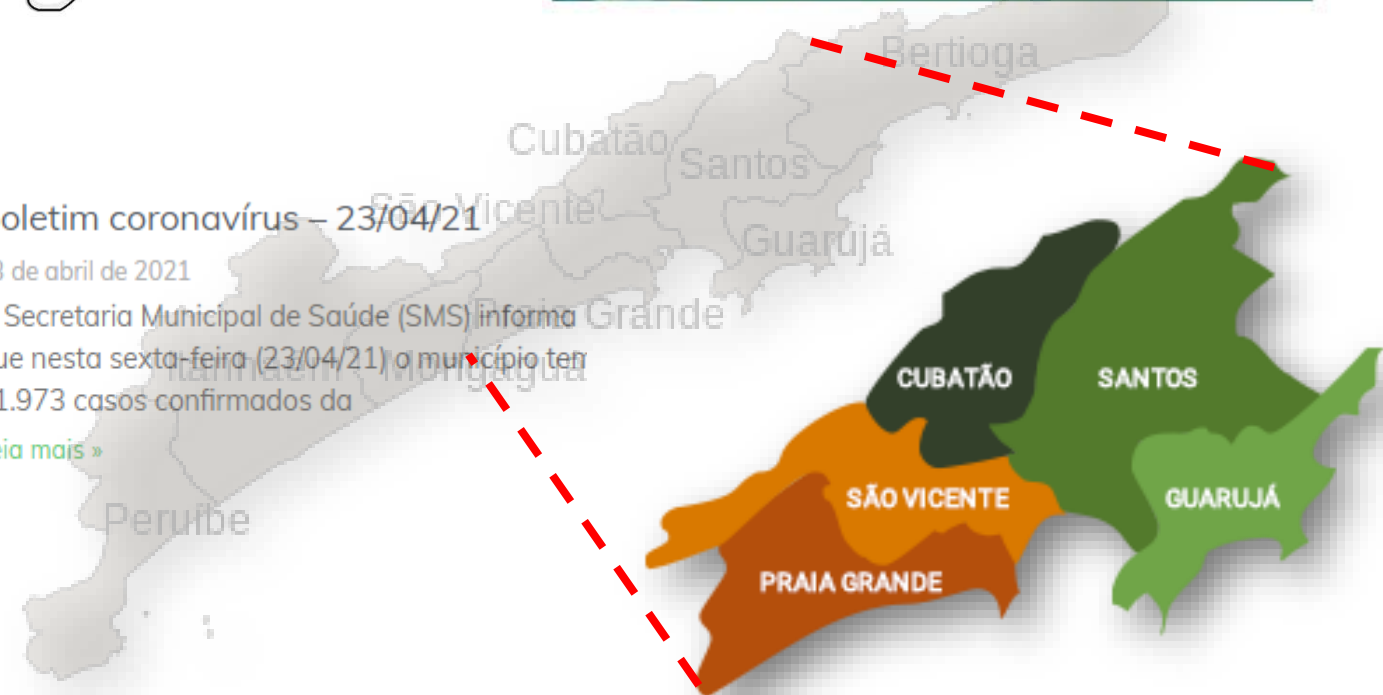 Bertioga
Cubatão
Santos
São Vicente
oletim coronavírus – 23/04/21
Guarujá
de abril de 2021
Praia Grande
Secretaria Municipal de Saúde (SMS) informa
ue nesta sexta-feira (23/04/21) o município tem
Itanhaém Mongaguá
1.973 casos confirmados da
eia mais »
Peruíbe
CUBATÃO
SANTOS
SÃO VICENTE
GUARUJÁ
PRAIA GRANDE